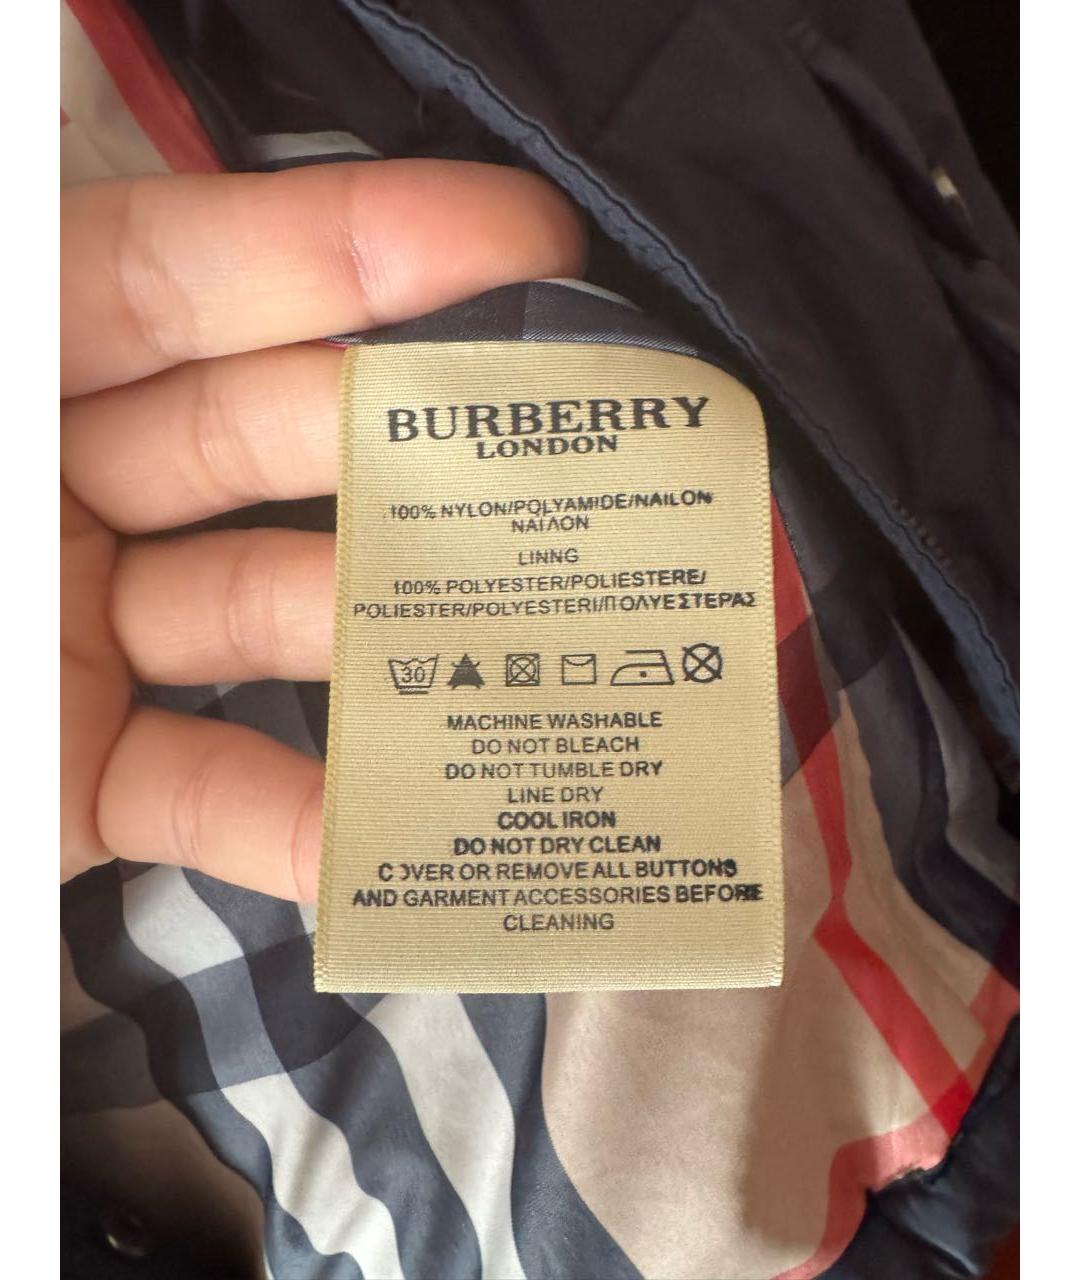 BURBERRY
LONDON
100% NYLON/POLYAMIDE/NAILON
ΝΑΙΛΟΝ
LINNG
100% POLYESTER/POLIESTERE/
POLIESTER/POLYESTERI/ΠΟΛΥΕΣΤΕΡΑΣ
30
MACHINE WASHABLE
DO NOT BLEACH
DO NOT TUMBLE DRY
LINE DRY
COOL IRON
DO NOT DRY CLEAN
COVER OR REMOVE ALL BUTTONS
AND GARMENT ACCESSORIES BEFORE
CLEANING